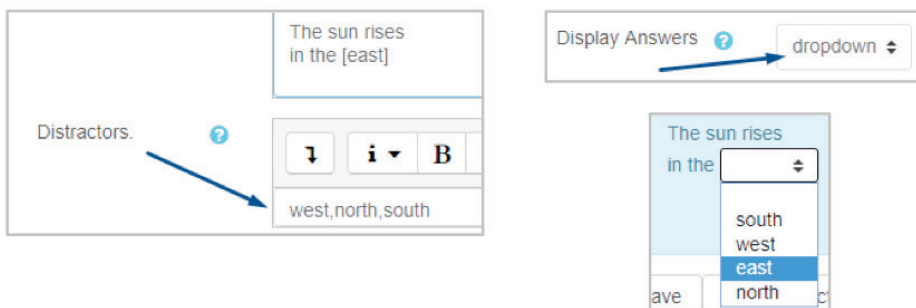 The sun rises
in the [east]
Distractors.
i
B
west,north,south
Display Answers
dropdown
The sun rises
in the
south
west
east
north
ave